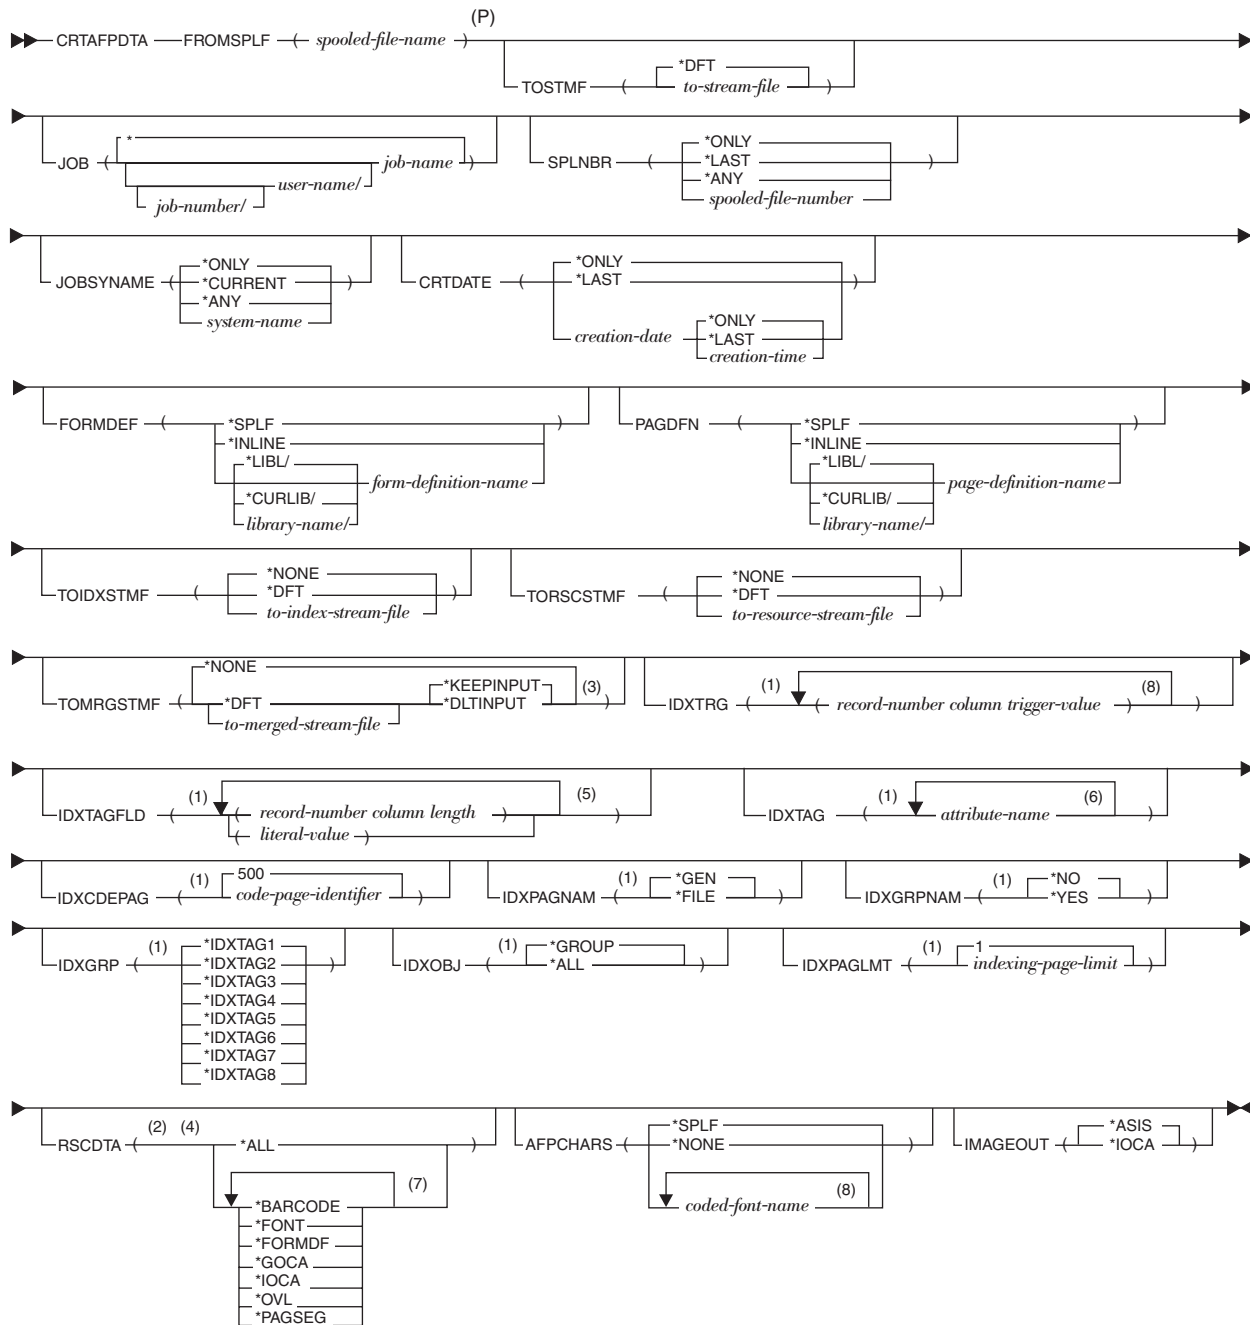 (P)
CRTAFPDTA FROMSPLF ( spooled-file-name )
*DFT
TOSTMF ( to-stream-file )
*
JOB ( job-name )
user-name/
job-number/
*ONLY
SPLNBR ( *LAST )
*ANY
spooled-file-number
*ONLY
JOBSYNAME ( *CURRENT )
*ANY
system-name
*ONLY
CRTDATE ( *LAST )
*ONLY
creation-date *LAST
creation-time
FORMDEF ( *SPLF )
*INLINE
*LIBL/
form-definition-name
*CURLIB/
library-name/
PAGDFN ( *SPLF )
*INLINE
*LIBL/
page-definition-name
*CURLIB/
library-name/
*NONE
TOIDXSTMF ( *DFT )
to-index-stream-file
*NONE
TORSCSTMF ( *DFT )
to-resource-stream-file
*NONE
*KEEPINPUT (3)
TOMRGSTMF ( *DFT *DLTINPUT )
to-merged-stream-file
(1) (8)
IDXTRG ( ( record-number column trigger-value ) )
(1) (5)
IDXTAGFLD ( ( record-number column length ) )
( literal-value )
(1) (6)
IDXTAG ( attribute-name )
(1) 500
IDXCDEPAG ( code-page-identifier )
(1) *GEN
IDXPAGNAM ( *FILE )
(1) *NO
IDXGRPNAM ( *YES )
(1) *IDXTAG1
IDXGRP ( *IDXTAG2 )
*IDXTAG3
*IDXTAG4
*IDXTAG5
*IDXTAG6
*IDXTAG7
*IDXTAG8
(1) *GROUP
IDXOBJ ( *ALL )
(1) 1
IDXPAGLMT ( indexing-page-limit )
(2) (4)
RSCDTA ( *ALL )
(7)
*BARCODE
*FONT
*FORMDF
*GOCA
*IOCA
*OVL
*PAGSEG
*SPLF
AFPCHARS ( *NONE )
(8)
coded-font-name
*ASIS
IMAGEOUT ( *IOCA )